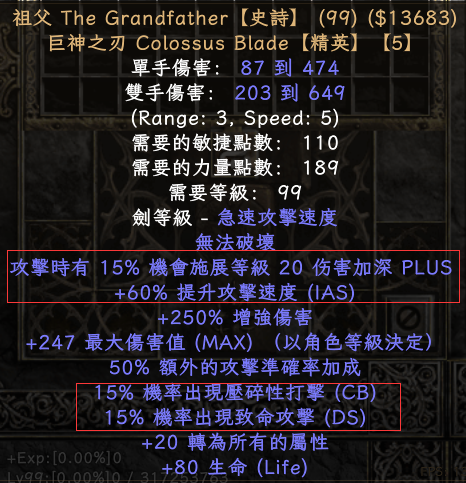 祖父 The Grandfather【史詩】 (99) ($13683)
巨神之刃 Colossus Blade【精英】【5】
單手傷害： 87 到 474
雙手傷害： 203 到 649
(Range: 3, Speed: 5)
需要的敏捷點數： 110
需要的力量點數： 189
需要等級： 99
劍等級 - 急速攻擊速度
無法破壞
攻擊時有 15% 機會施展等級 20 伤害加深 PLUS
+60% 提升攻擊速度 (IAS)
+250% 增強傷害
+247 最大傷害值 (MAX) （以角色等級決定）
50% 額外的攻擊準確率加成
15% 機率出現壓碎性打擊 (CB)
15% 機率出現致命攻擊 (DS)
+20 轉為所有的屬性
+80 生命 (Life)
+Exp:[0.00%]0
Lv99:[0.00%]0 / 317253763